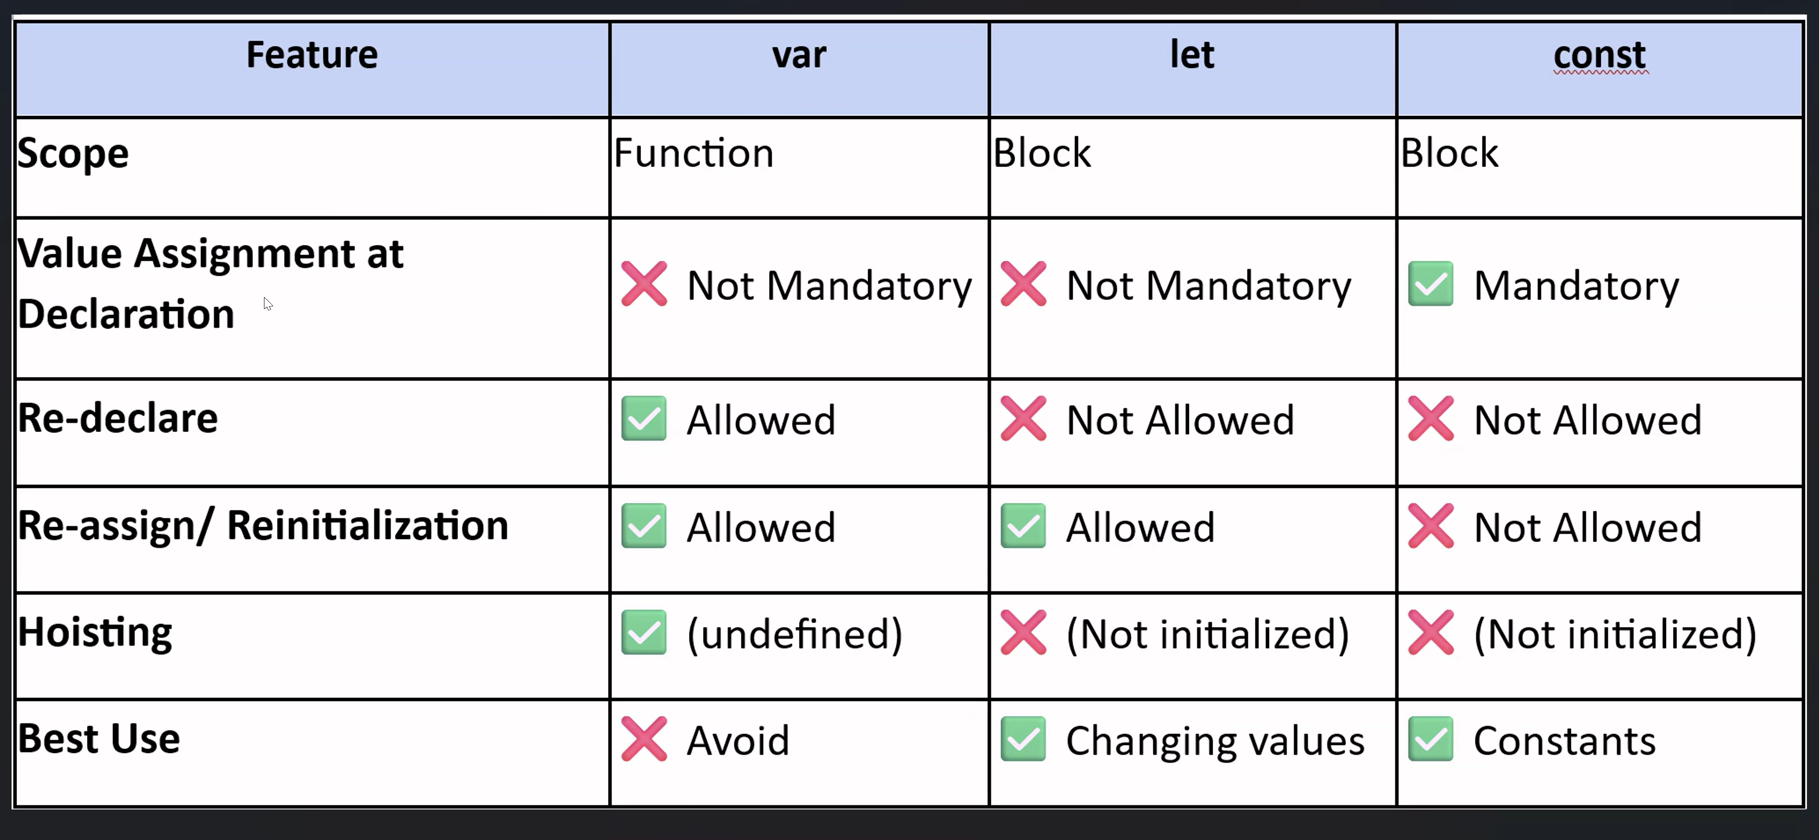 Feature var let const
Scope Function Block Block
Value Assignment at
Declaration ❌ Not Mandatory ❌ Not Mandatory ✅ Mandatory
Re-declare ✅ Allowed ❌ Not Allowed ❌ Not Allowed
Re-assign/ Reinitialization ✅ Allowed ✅ Allowed ❌ Not Allowed
Hoisting ✅ (undefined) ❌ (Not initialized) ❌ (Not initialized)
Best Use ❌ Avoid ✅ Changing values ✅ Constants